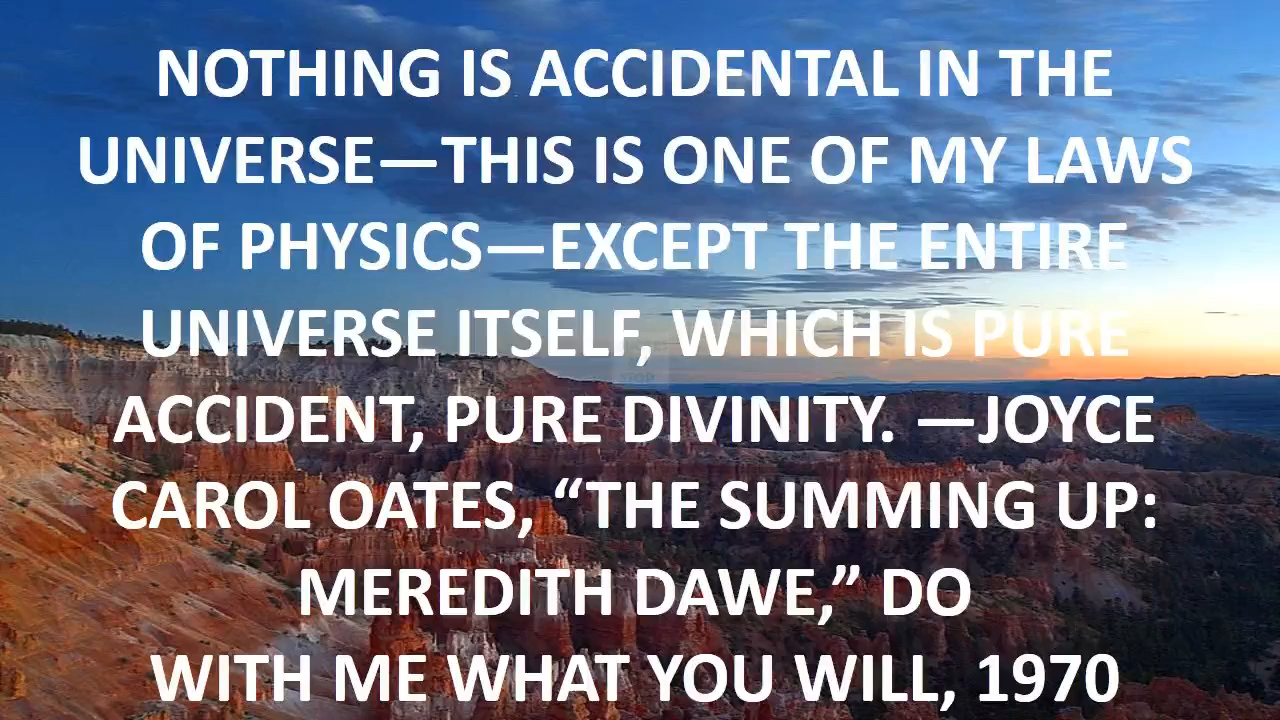 NOTHING IS ACCIDENTAL IN THE
UNIVERSE—THIS IS ONE OF MY LAWS
OF PHYSICS—EXCEPT THE ENTIRE
UNIVERSE ITSELF, WHICH IS PURE
ACCIDENT, PURE DIVINITY. —JOYCE
CAROL OATES, “THE SUMMING UP:
MEREDITH DAWE,” DO
WITH ME WHAT YOU WILL, 1970